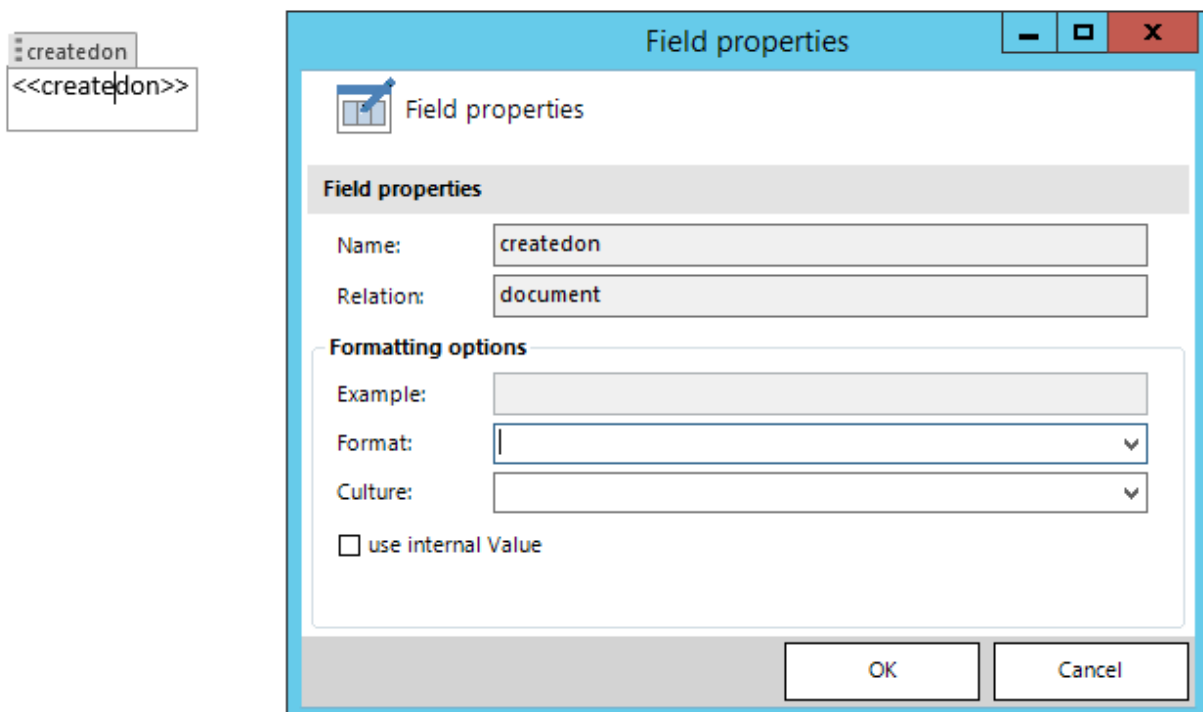 createdon
<<createdon>>
Field properties
X
Field properties
Field properties
Name: createdon
Relation: document
Formatting options
Example:
Format:
Culture:
use internal Value
OK Cancel